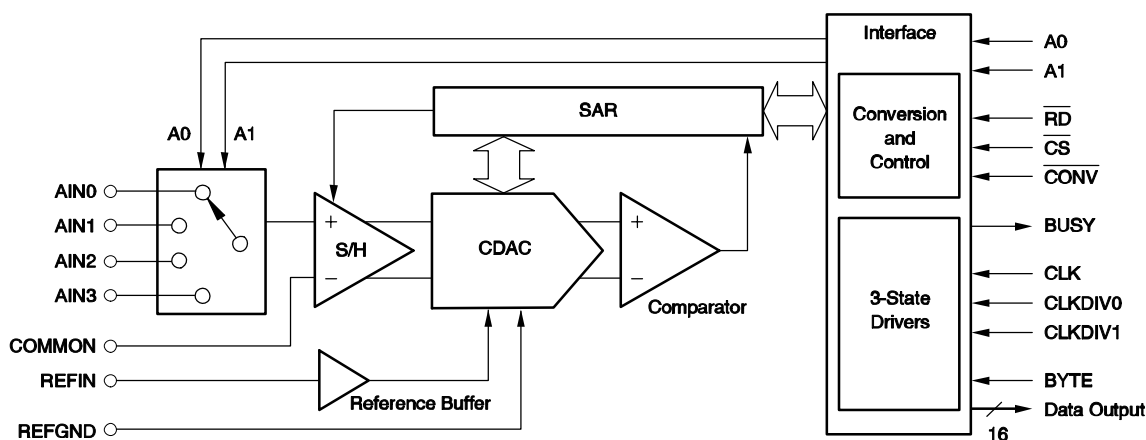 Interface
A0
A1
SAR
Conversion
and
Control
RD
CS
CONV
A0
A1
AIN0
AIN1
AIN2
AIN3
+
S/H
−
CDAC
+
−
Comparator
BUSY
CLK
CLKDIV0
CLKDIV1
3-State
Drivers
COMMON
REFIN
Reference Buffer
REFGND
BYTE
Data Output
16